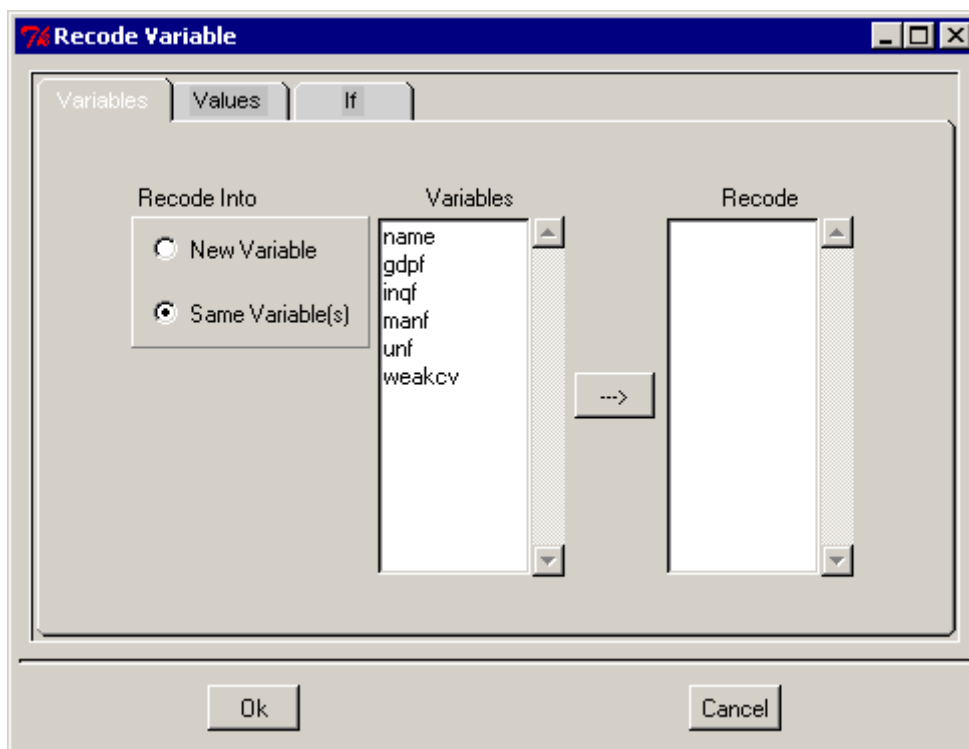 Recode Variable
Variables Values If
Recode Into Variables Recode
New Variable
Same Variable(s)
name
gdpf
inqf
manf
unf
weakcv
--->
Ok Cancel